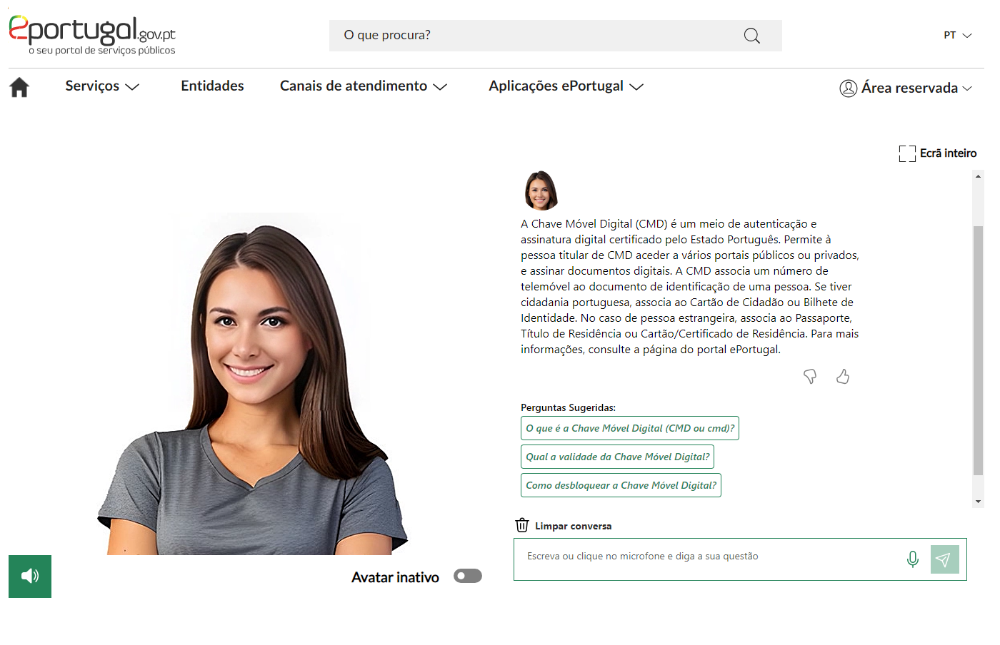 eportugal.gov.pt
o seu portal de serviços públicos
O que procura?
PT
Serviços
Entidades
Canais de atendimento
Aplicações ePortugal
Área reservada
Ecrã inteiro
A Chave Móvel Digital (CMD) é um meio de autenticação e
assinatura digital certificado pelo Estado Português. Permite à
pessoa titular de CMD aceder a vários portais públicos ou privados,
e assinar documentos digitais. A CMD associa um número de
telemóvel ao documento de identificação de uma pessoa. Se tiver
cidadania portuguesa, associa ao Cartão de Cidadão ou Bilhete de
Identidade. No caso de pessoa estrangeira, associa ao Passaporte,
Título de Residência ou Cartão/Certificado de Residência. Para mais
informações, consulte a página do portal ePortugal.
Perguntas Sugeridas:
O que é a Chave Móvel Digital (CMD ou cmd)?
Qual a validade da Chave Móvel Digital?
Como desbloquear a Chave Móvel Digital?
Limpar conversa
Escreva ou clique no microfone e diga a sua questão
Avatar inativo